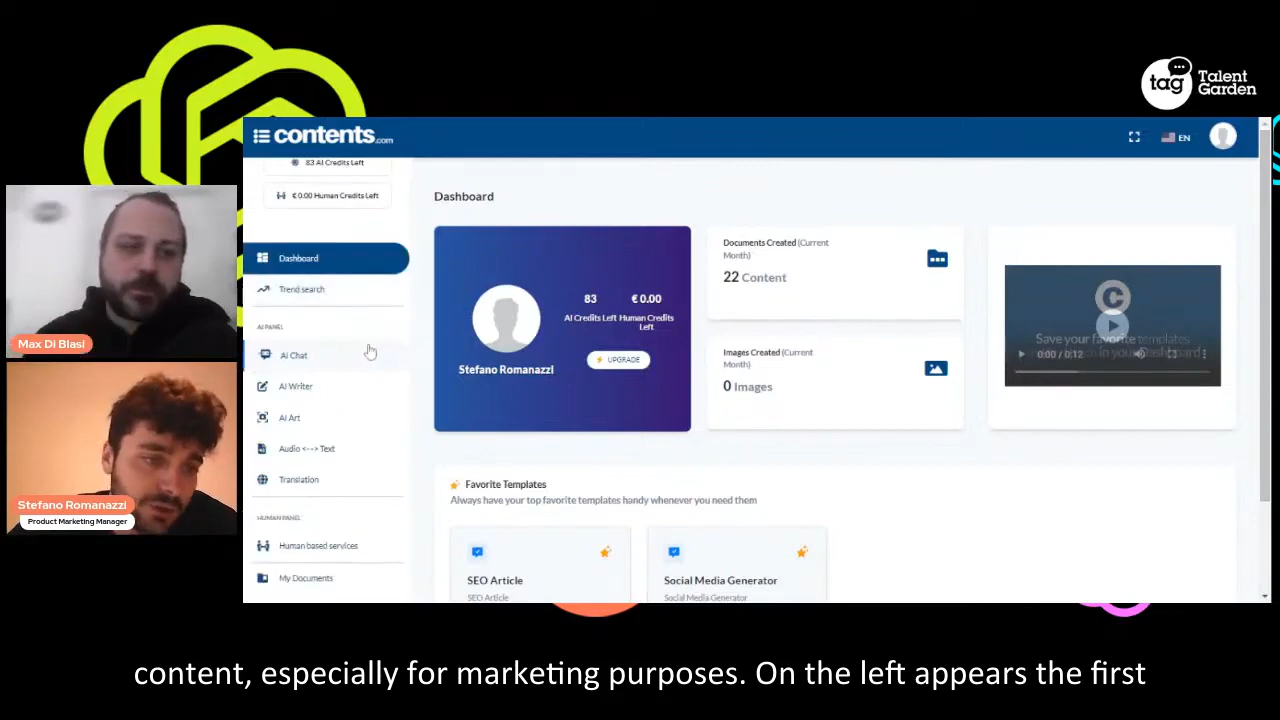 tag
Talent
Garden
contents.com
EN
83 AI Credits Left
€ 0.00 Human Credits Left
Dashboard
Trend search
AI PANEL
AI Chat
AI Writer
AI Art
Audio <--> Text
Translation
HUMAN PANEL
Human based services
My Documents
Dashboard
83
€ 0.00
AI Credits Left
Human Credits
Left
UPGRADE
Stefano Romanazzi
Documents Created (Current
Month)
22 Content
Images Created (Current
Month)
0 Images
C
Save your favorite templates
0:00 / 0:12
Favorite Templates
Always have your top favorite templates handy whenever you need them
SEO Article
SEO Article
Social Media Generator
Social Media Generator
Max Di Blasi
Stefano Romanazzi
Product Marketing Manager
content, especially for marketing purposes. On the left appears the first